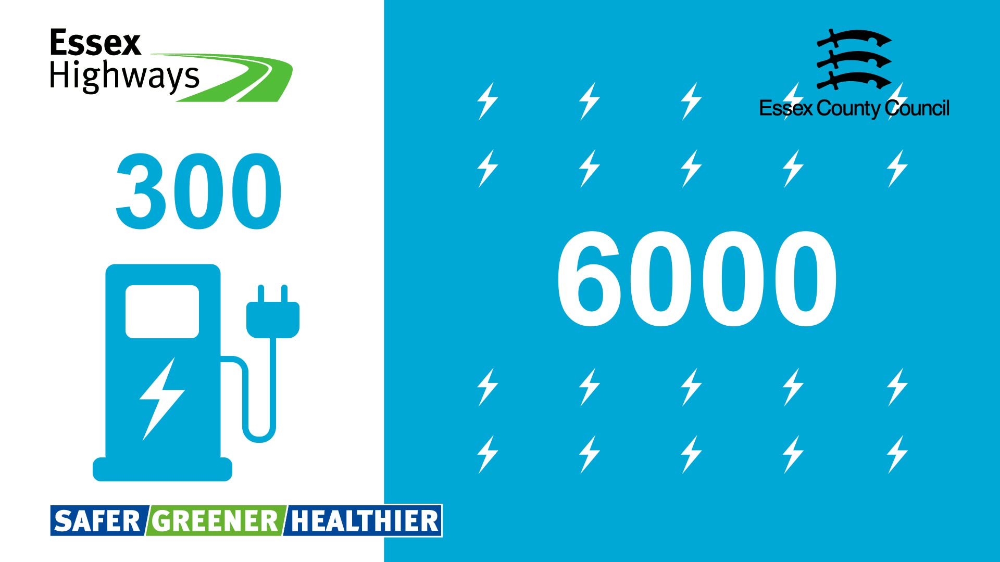 Essex
Highways
Essex County Council
300
6000
SAFER GREENER HEALTHIER